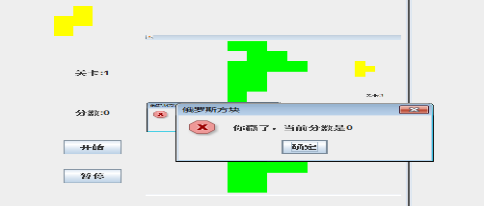 关卡:1
分数:0
俄罗斯方块
你输了，当前分数是0
确定
开始
暂停